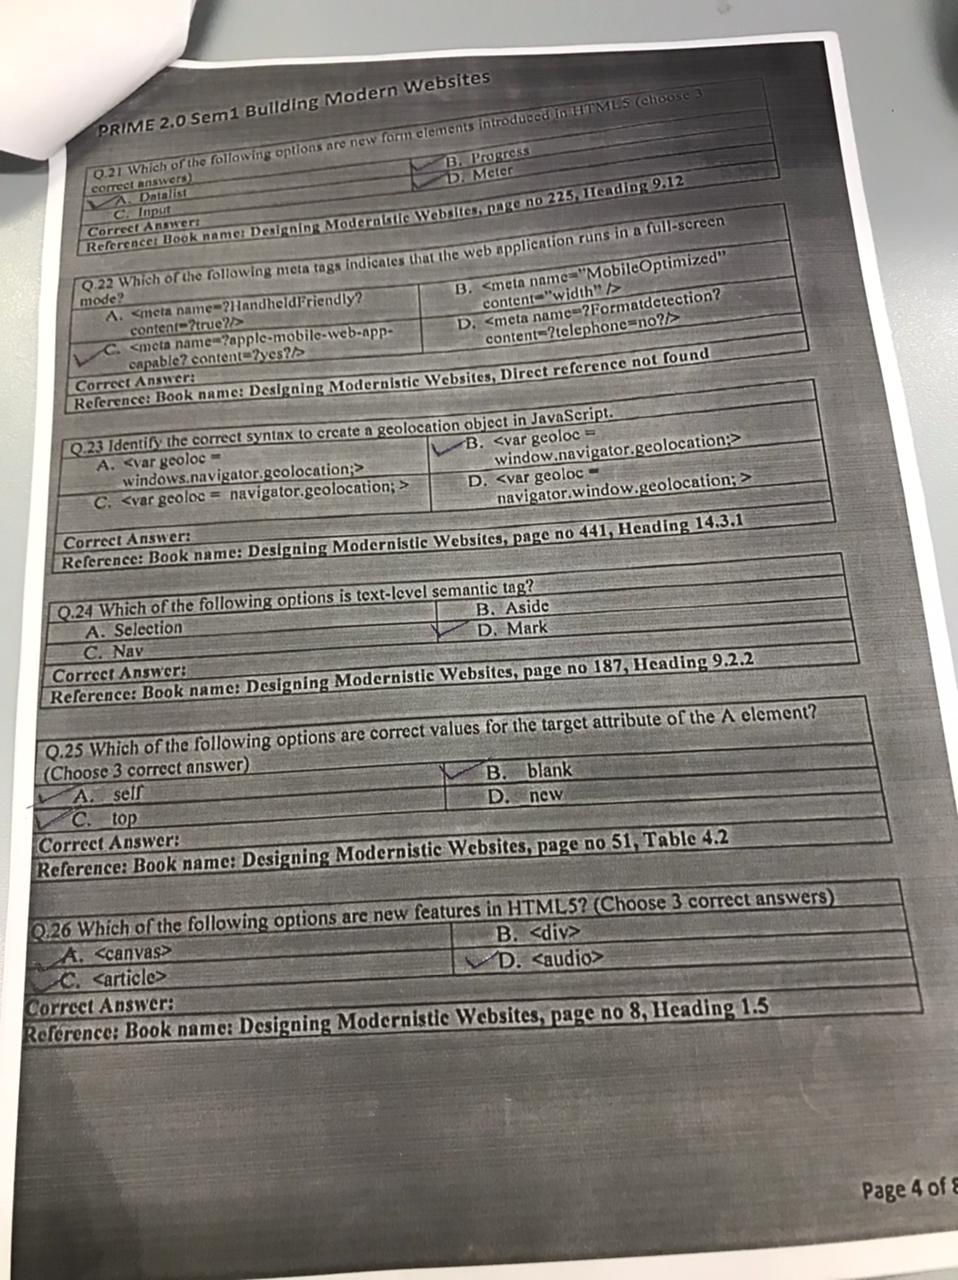 PRIME 2.0 Sem1 Building Modern Websites
Q.21 Which of the following options are new form elements introduced in HTML5 (choose 3
correct answers)
A. Datalist
B. Progress
C. Input
D. Meter
Correct Answer:
Reference: Book name: Designing Modernistic Websites, page no 225, Heading 9.12
Q.22 Which of the following meta tags indicates that the web application runs in a full-screen
mode?
A. <meta name=?HandheldFriendly?
content=?true?/>
B. <meta name="MobileOptimized"
content="width" />
C. <meta name=?apple-mobile-web-app-
capable? content=?yes?/>
D. <meta name=?Formatdetection?
content=?telephone=no?/>
Correct Answer:
Reference: Book name: Designing Modernistic Websites, Direct reference not found
Q.23 Identify the correct syntax to create a geolocation object in JavaScript.
A. <var geoloc =
windows.navigator.geolocation;>
B. <var geoloc =
window.navigator.geolocation;>
C. <var geoloc = navigator.geolocation; >
D. <var geoloc =
navigator.window.geolocation; >
Correct Answer:
Reference: Book name: Designing Modernistic Websites, page no 441, Heading 14.3.1
Q.24 Which of the following options is text-level semantic tag?
A. Selection
B. Aside
C. Nav
D. Mark
Correct Answer:
Reference: Book name: Designing Modernistic Websites, page no 187, Heading 9.2.2
Q.25 Which of the following options are correct values for the target attribute of the A element?
(Choose 3 correct answer)
A. self
B. blank
C. top
D. new
Correct Answer:
Reference: Book name: Designing Modernistic Websites, page no 51, Table 4.2
Q.26 Which of the following options are new features in HTML5? (Choose 3 correct answers)
A. <canvas>
B. <div>
C. <article>
D. <audio>
Correct Answer:
Reference: Book name: Designing Modernistic Websites, page no 8, Heading 1.5
Page 4 of 8